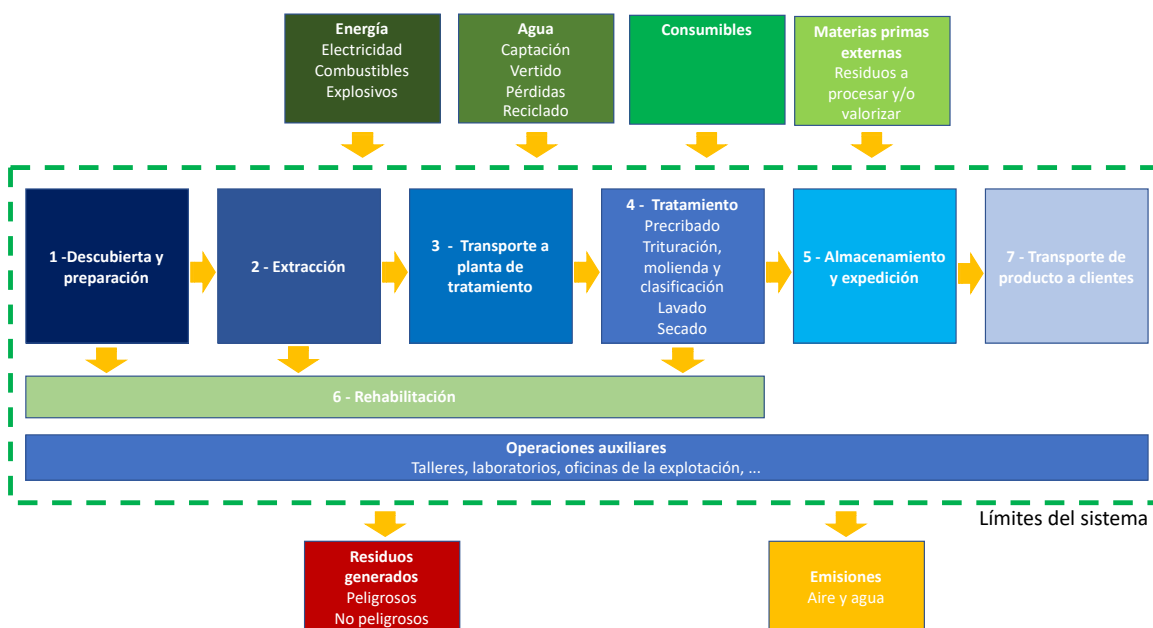 Energía
Electricidad
Combustibles
Explosivos
Agua
Captación
Vertido
Pérdidas
Reciclado
Consumibles
Materias primas
externas
Residuos a
procesar y/o
valorizar
1 -Descubierta y
preparación
2 - Extracción
3 - Transporte a
planta de
tratamiento
4 - Tratamiento
Precribado
Trituración,
molienda y
clasificación
Lavado
Secado
5 - Almacenamiento
y expedición
7 - Transporte de
producto a clientes
6 - Rehabilitación
Operaciones auxiliares
Talleres, laboratorios, oficinas de la explotación, ...
Límites del sistema
Residuos
generados
Peligrosos
No peligrosos
Emisiones
Aire y agua